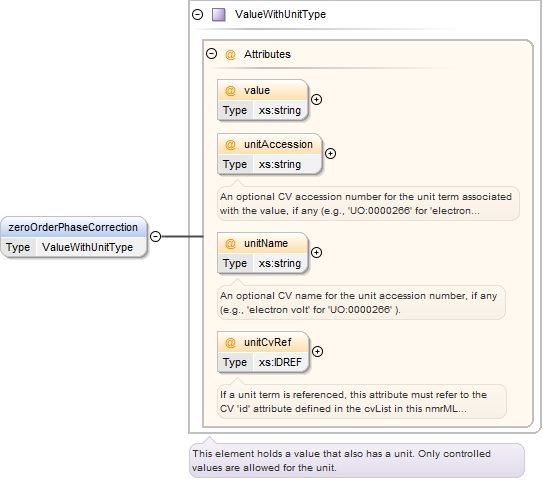 ValueWithUnitType
@ Attributes
@ value
Type xs:string
@ unitAccession
Type xs:string
An optional CV accession number for the unit term associated
with the value, if any (e.g., 'UO:0000266' for 'electron...
zeroOrderPhaseCorrection
Type ValueWithUnitType
@ unitName
Type xs:string
An optional CV name for the unit accession number, if any
(e.g., 'electron volt' for 'UO:0000266' ).
@ unitCvRef
Type xs:IDREF
If a unit term is referenced, this attribute must refer to the
CV 'id' attribute defined in the cvList in this nmrML...
This element holds a value that also has a unit. Only controlled
values are allowed for the unit.